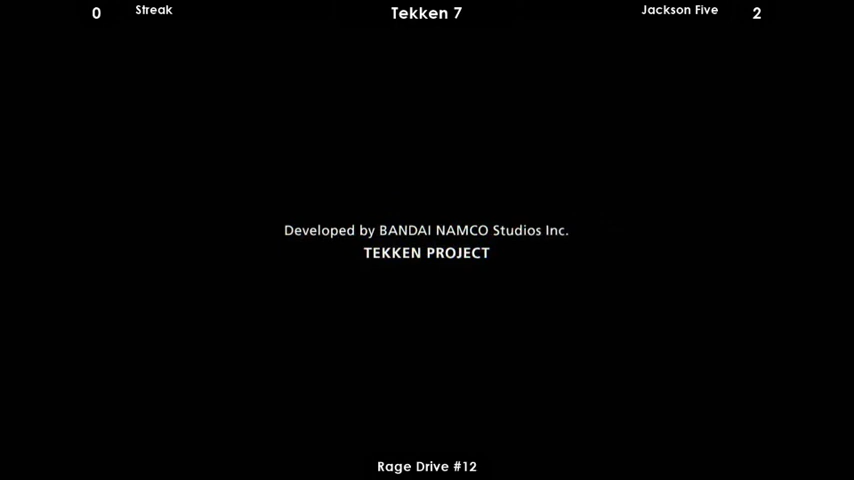 0 Streak Tekken 7 Jackson Five 2
Developed by BANDAI NAMCO Studios Inc.
TEKKEN PROJECT
Rage Drive #12